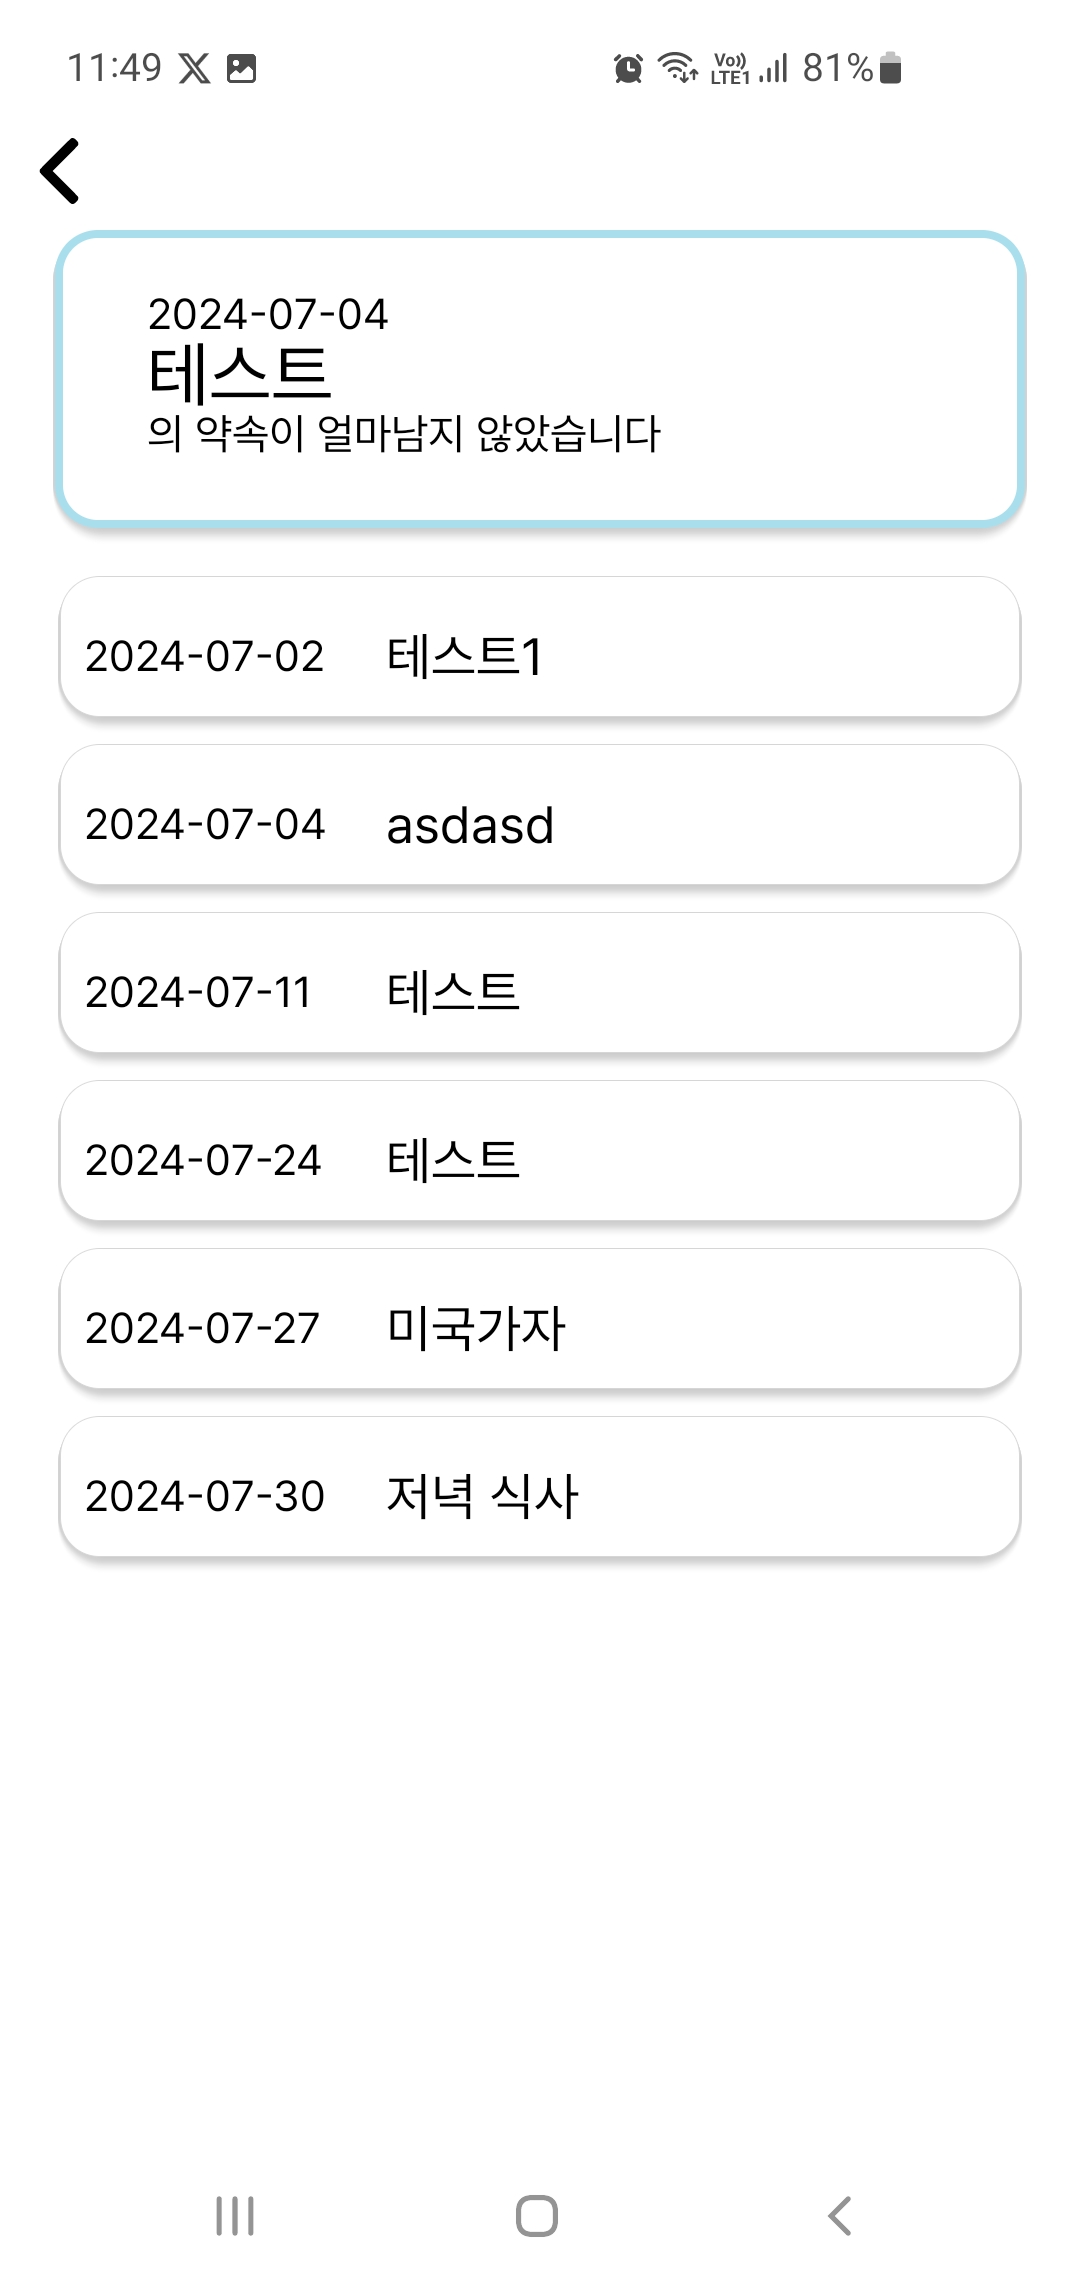 11:49
Vo)) LTE1 81%
2024-07-04
테스트
의 약속이 얼마남지 않았습니다
2024-07-02 테스트1
2024-07-04 asdasd
2024-07-11 테스트
2024-07-24 테스트
2024-07-27 미국가자
2024-07-30 저녁 식사